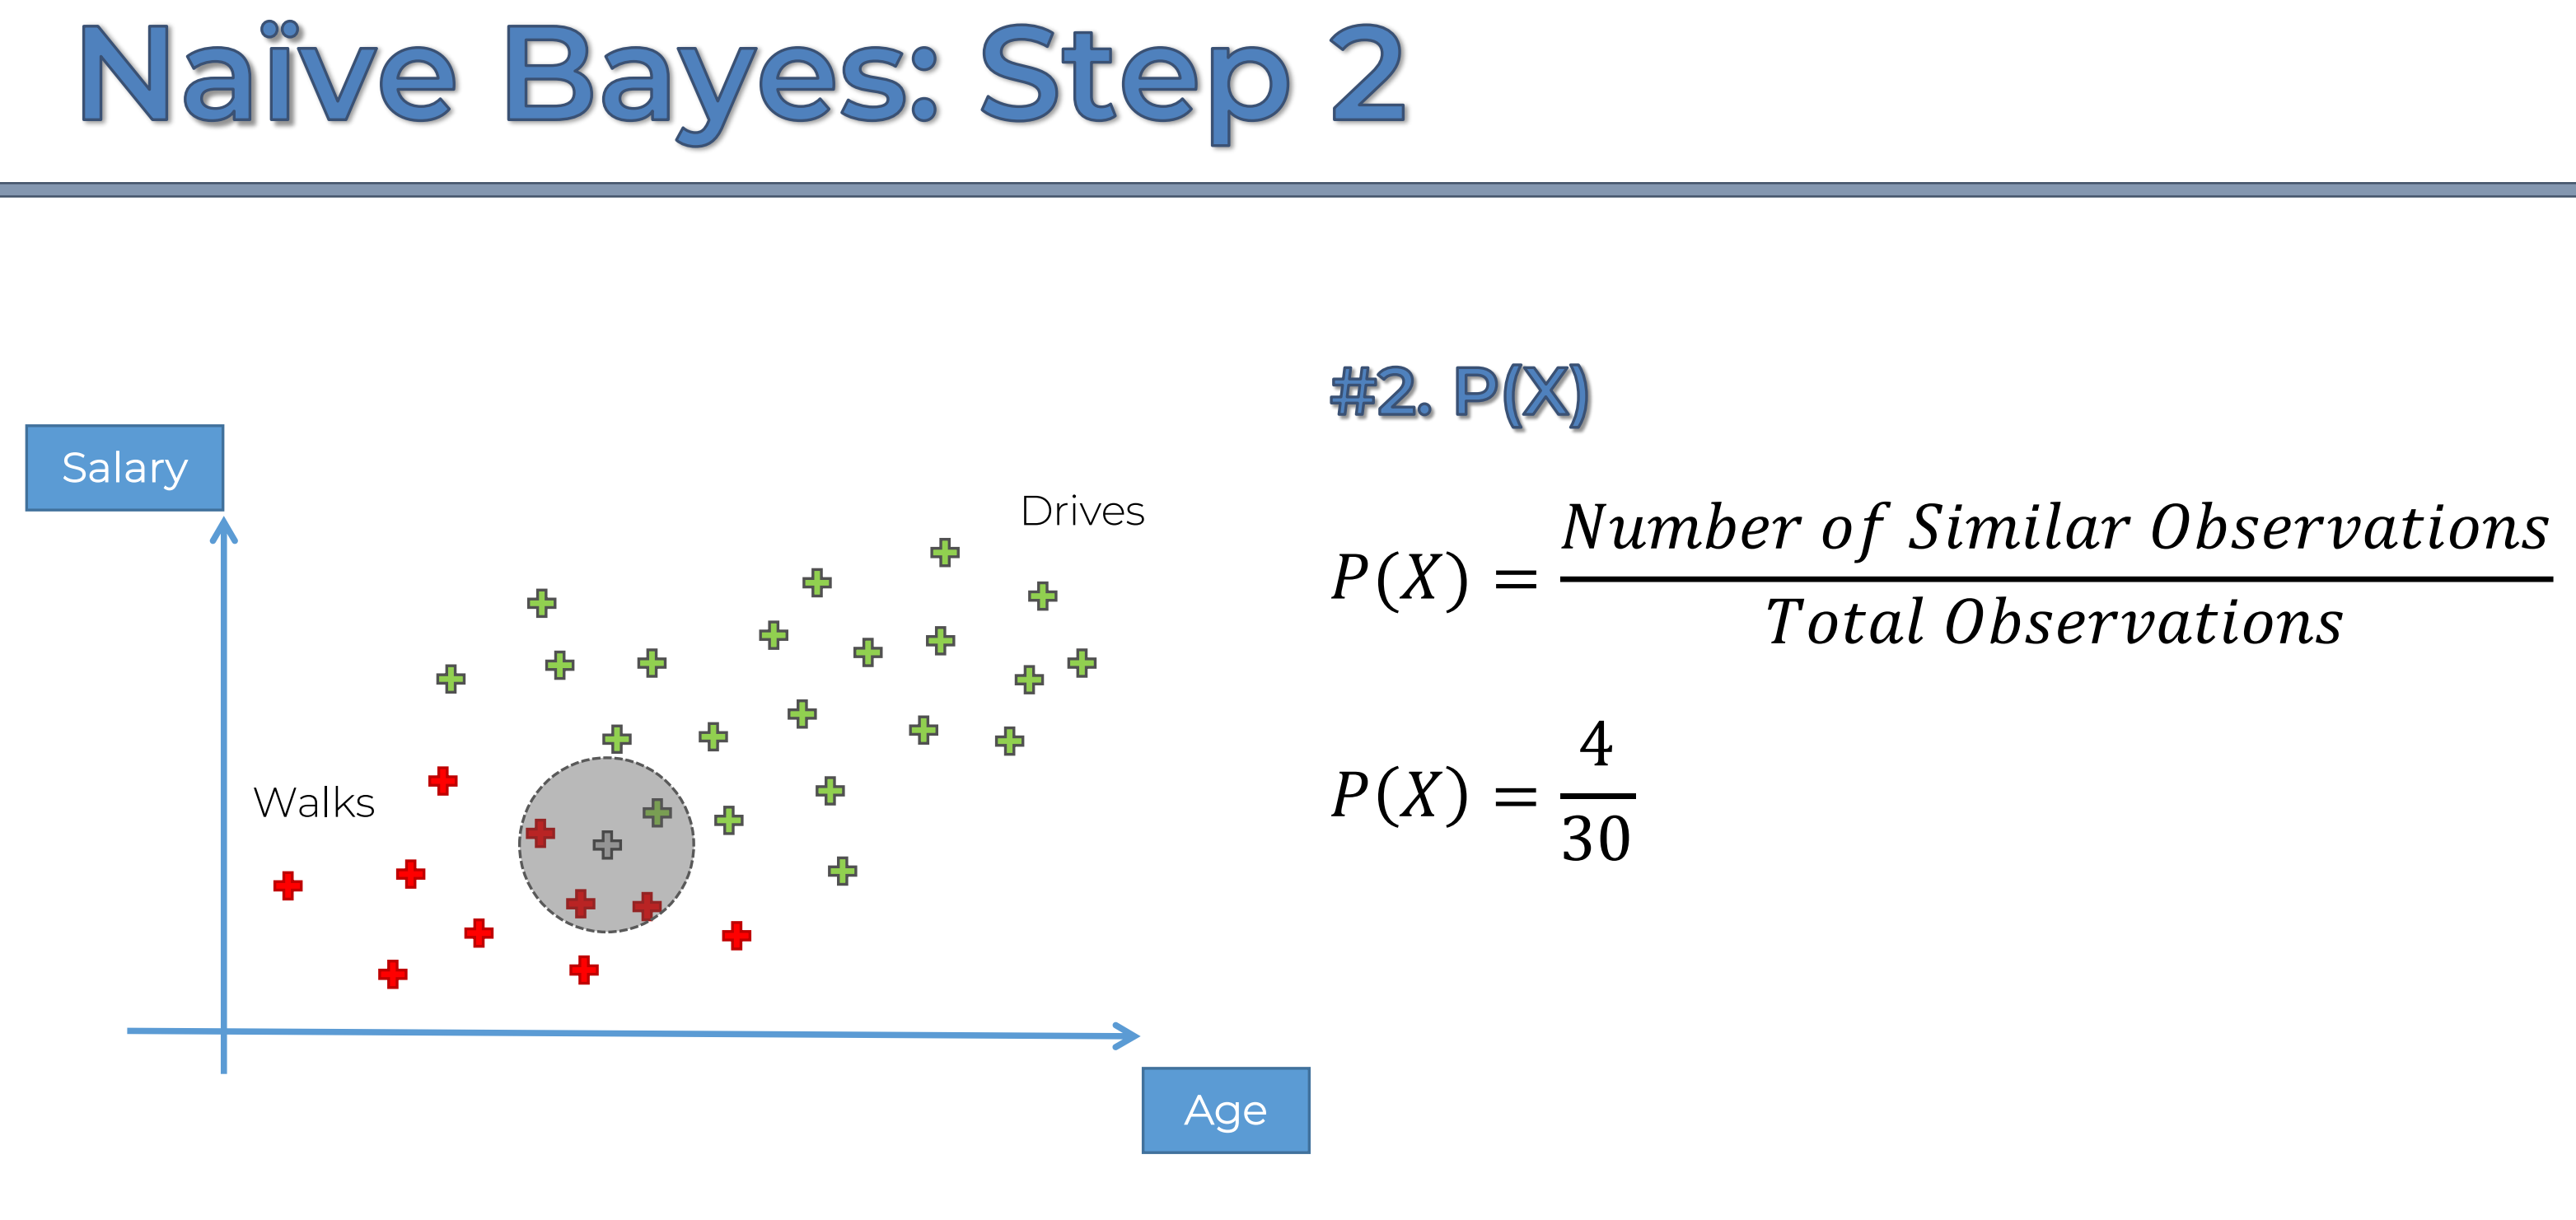 Naïve Bayes: Step 2
#2. P(X)
Salary
Drives
Walks
Age
P(X) = Number of Similar Observations / Total Observations
P(X) = 4 / 30